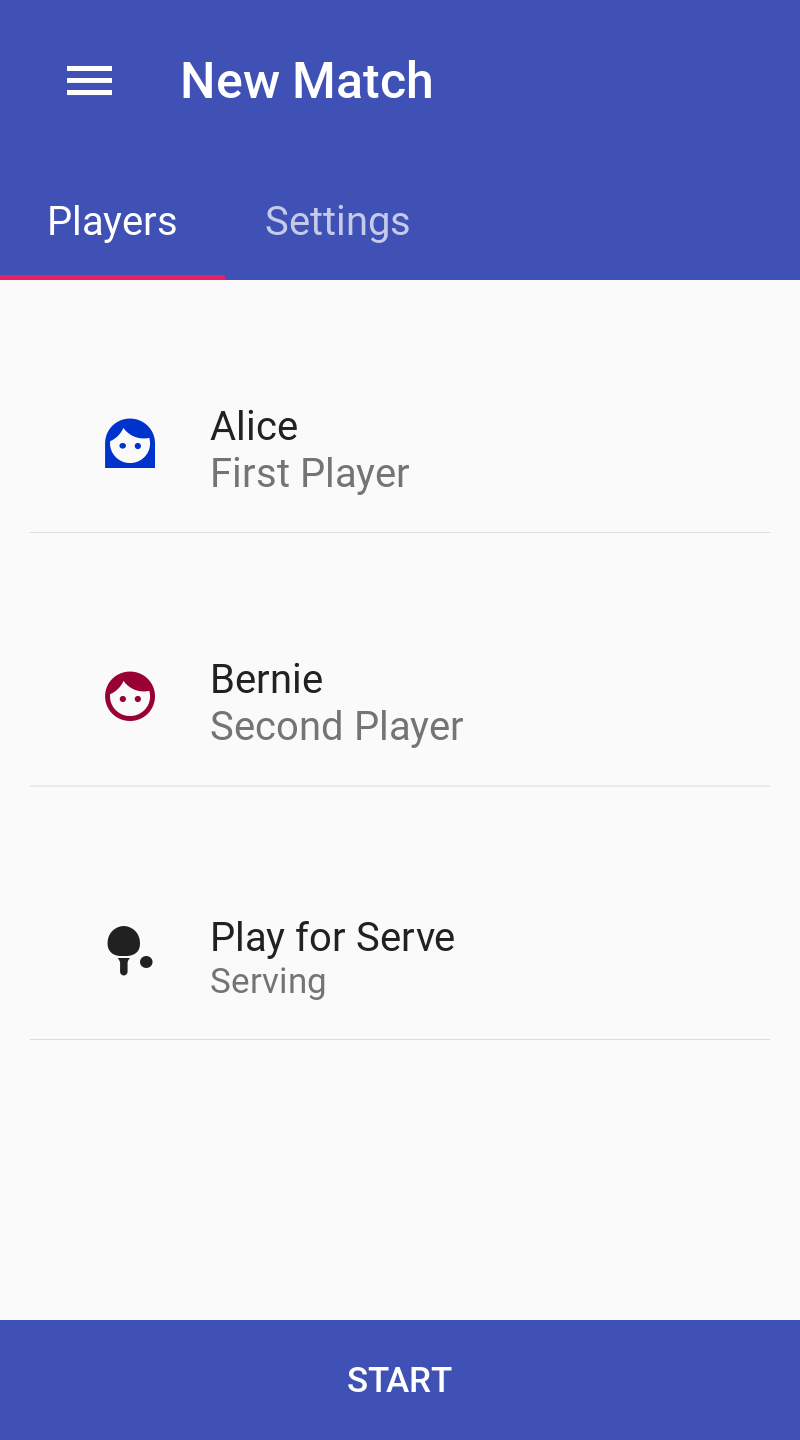 New Match
Players
Settings
Alice
First Player
Bernie
Second Player
Play for Serve
Serving
START